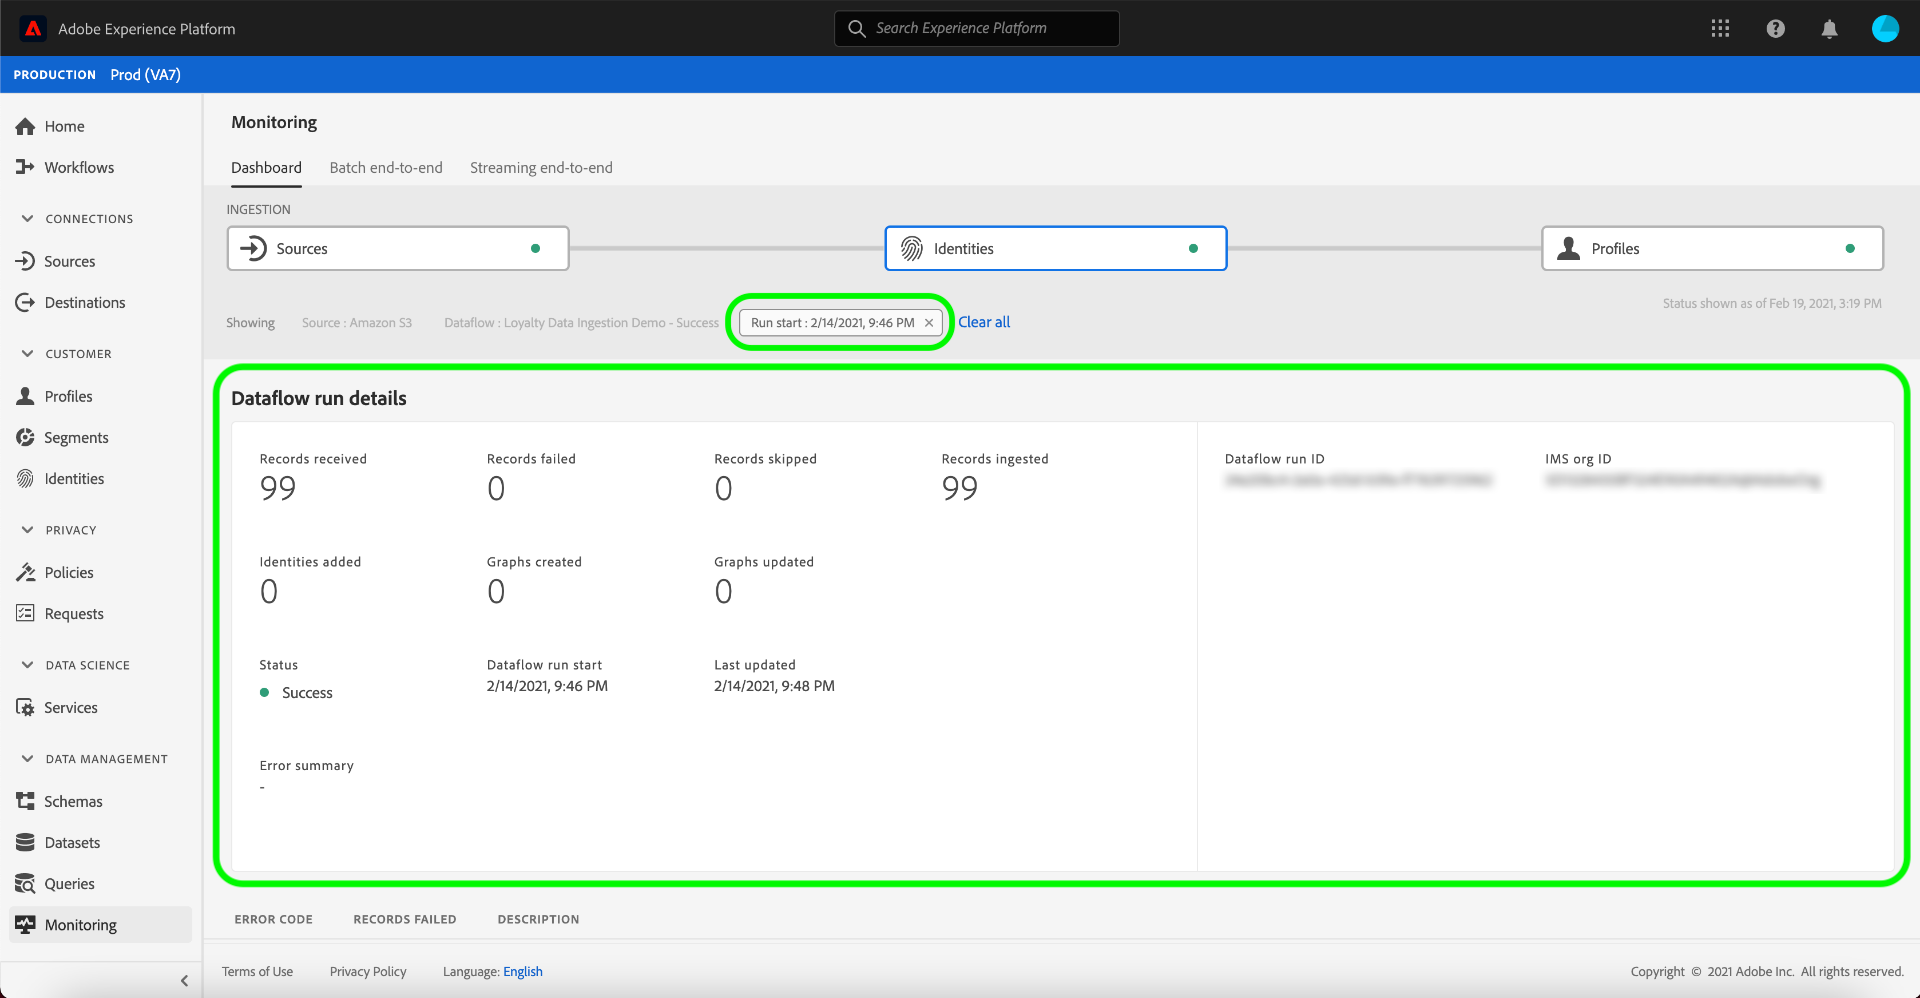 Adobe Experience Platform
Search Experience Platform
PRODUCTION Prod (VA7)
Home
Workflows
CONNECTIONS
Sources
Destinations
CUSTOMER
Profiles
Segments
Identities
PRIVACY
Policies
Requests
DATA SCIENCE
Services
DATA MANAGEMENT
Schemas
Datasets
Queries
Monitoring
Monitoring
Dashboard Batch end-to-end Streaming end-to-end
INGESTION
Sources Identities Profiles
Status shown as of Feb 19, 2021, 3:19 PM
Showing Source : Amazon S3 Dataflow : Loyalty Data Ingestion Demo - Success Run start : 2/14/2021, 9:46 PM × Clear all
Dataflow run details
Records received Records failed Records skipped Records ingested
99 0 0 99
Dataflow run ID IMS org ID
Identities added Graphs created Graphs updated
0 0 0
Status Dataflow run start Last updated
Success 2/14/2021, 9:46 PM 2/14/2021, 9:48 PM
Error summary
-
ERROR CODE RECORDS FAILED DESCRIPTION
Terms of Use Privacy Policy Language: English
Copyright © 2021 Adobe Inc. All rights reserved.